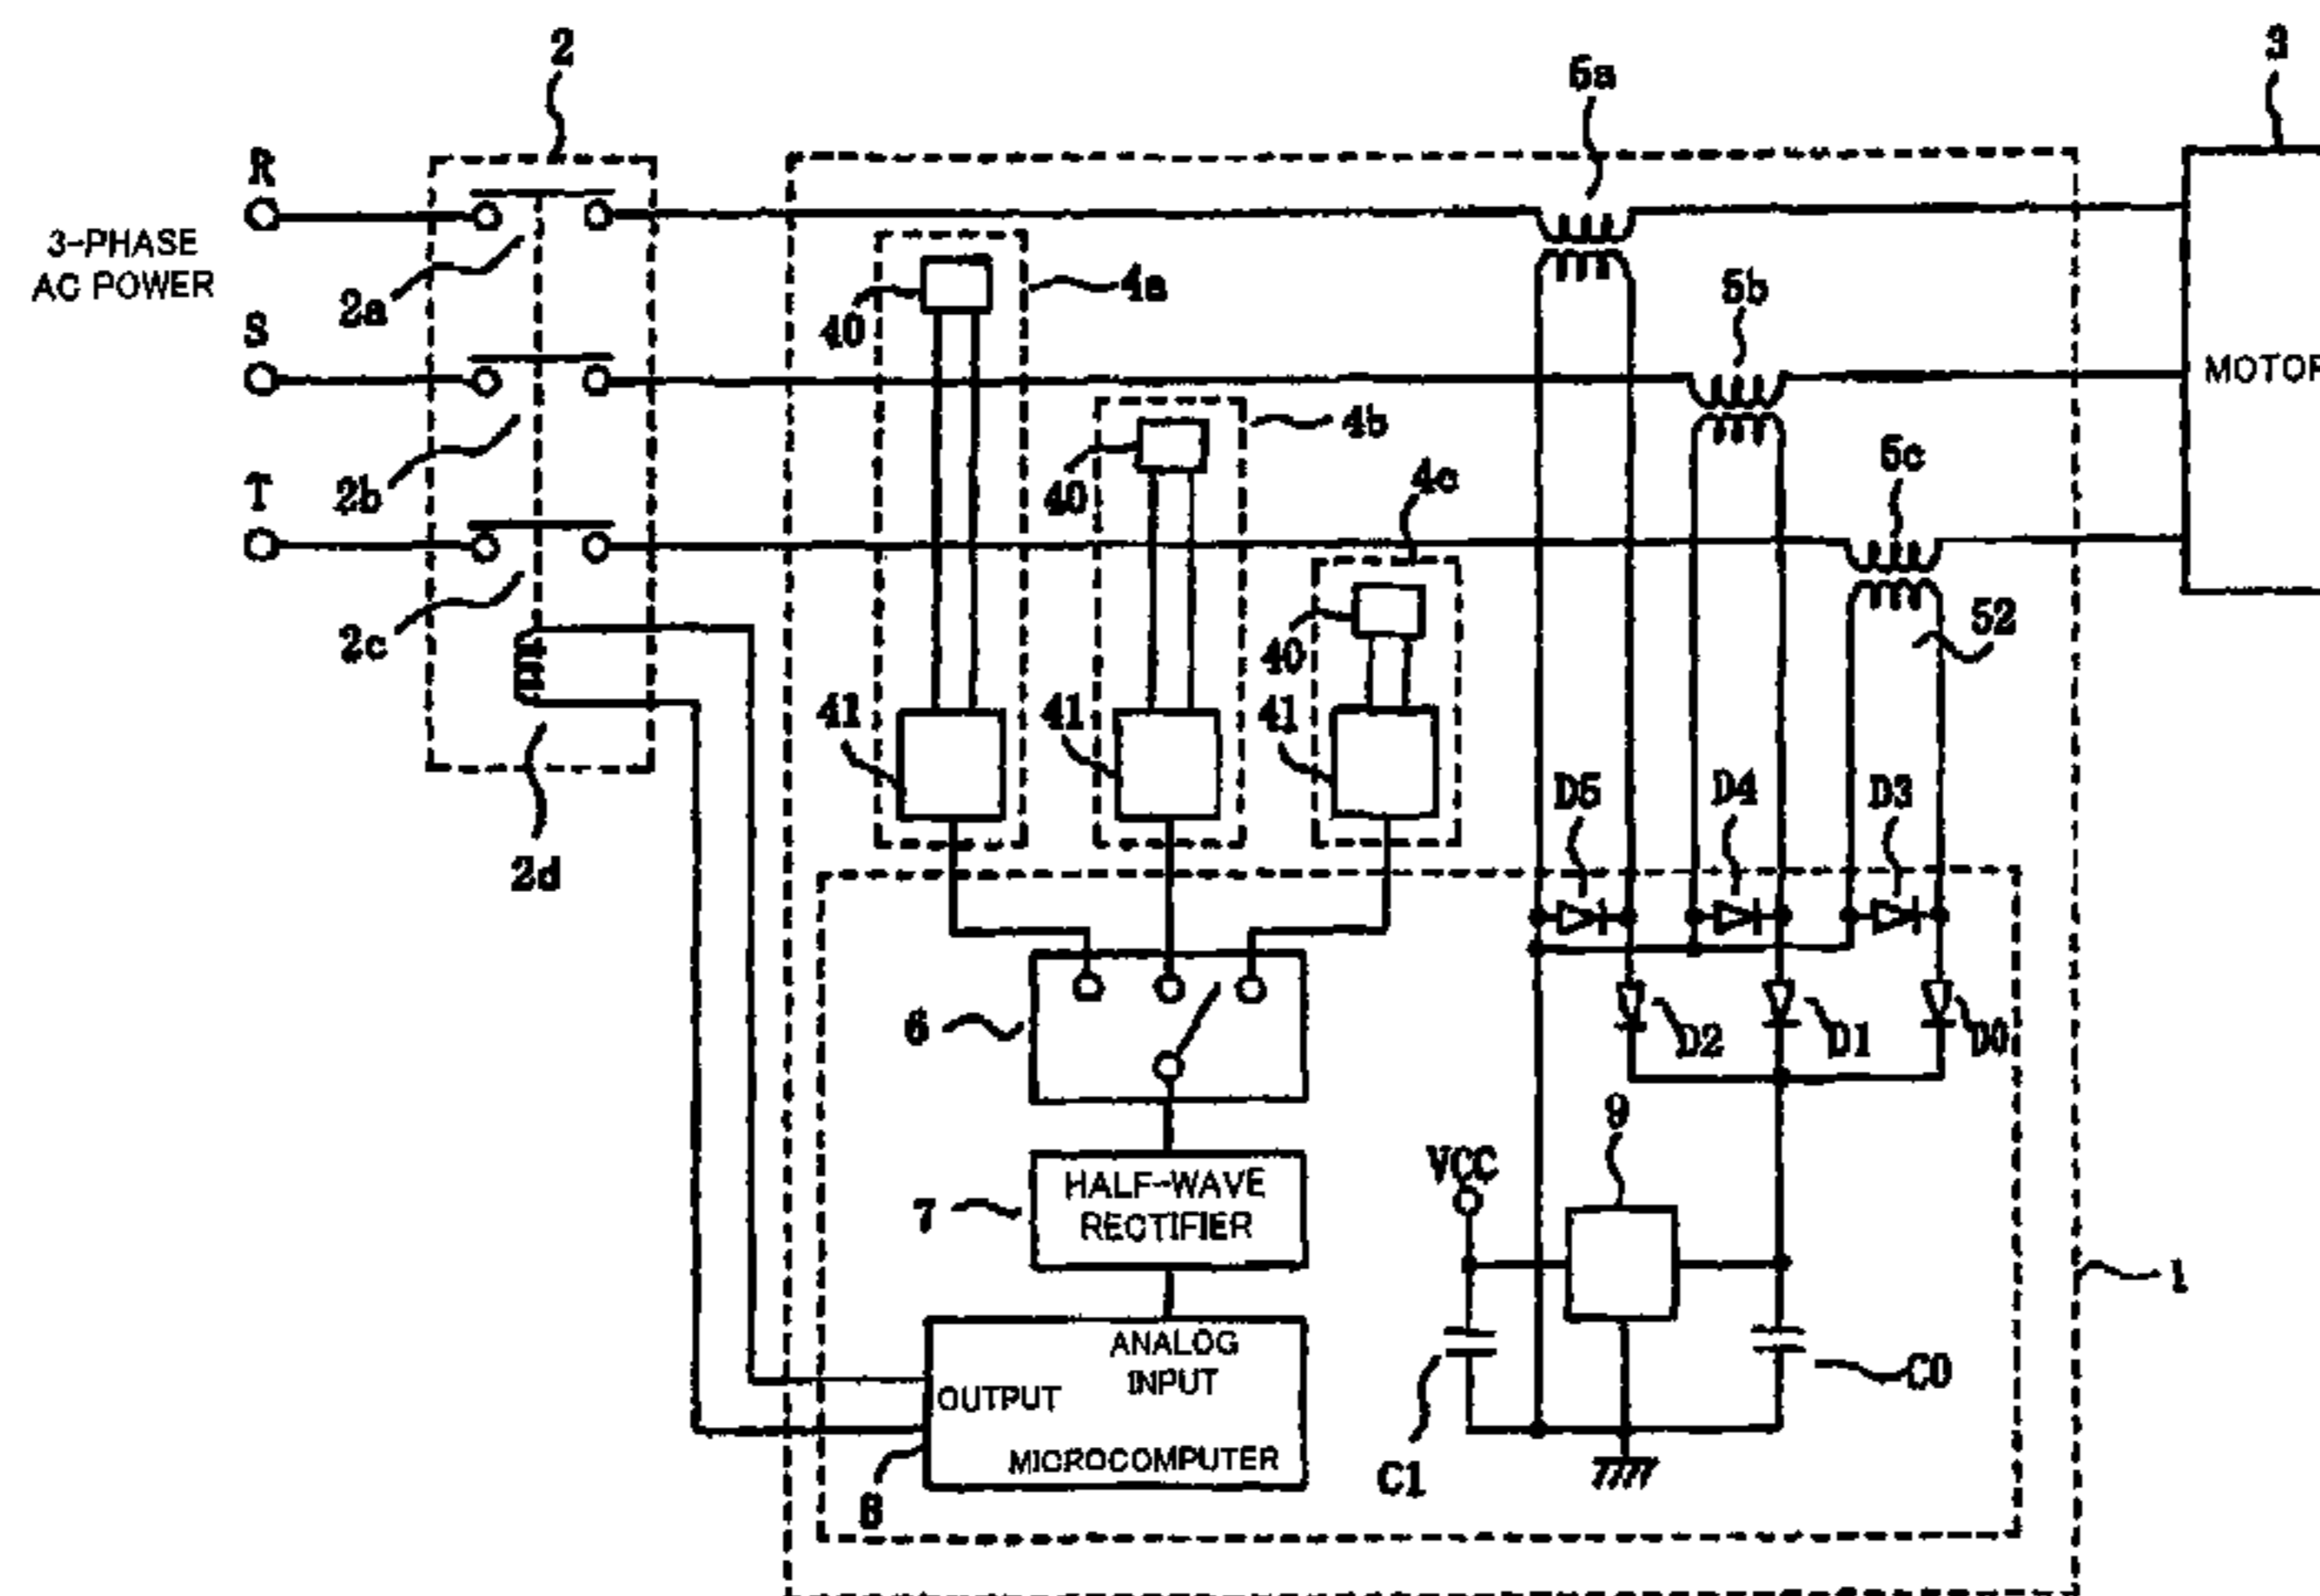 2
5a
3
R
3-PHASE
AC POWER
2a
40
4a
5b
S
MOTOR
2b
40
4b
4c
5c
T
2c
40
52
41
41
41
D5
D4
D3
2d
6
D2
D1
D0
9
VCC
7
HALF-WAVE
RECTIFIER
1
ANALOG
INPUT
OUTPUT
MICROCOMPUTER
C0
C1
8